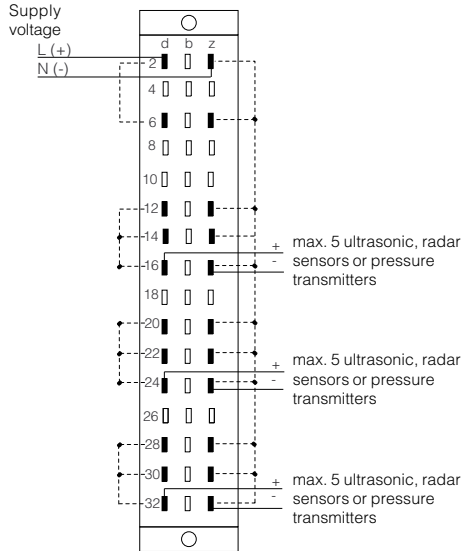 Supply
voltage
L (+)
N (-)
d b z
2
4
6
8
10
12
14
+ max. 5 ultrasonic, radar
- sensors or pressure
transmitters
16
18
20
22
+ max. 5 ultrasonic, radar
- sensors or pressure
transmitters
24
26
28
30
+ max. 5 ultrasonic, radar
- sensors or pressure
transmitters
32